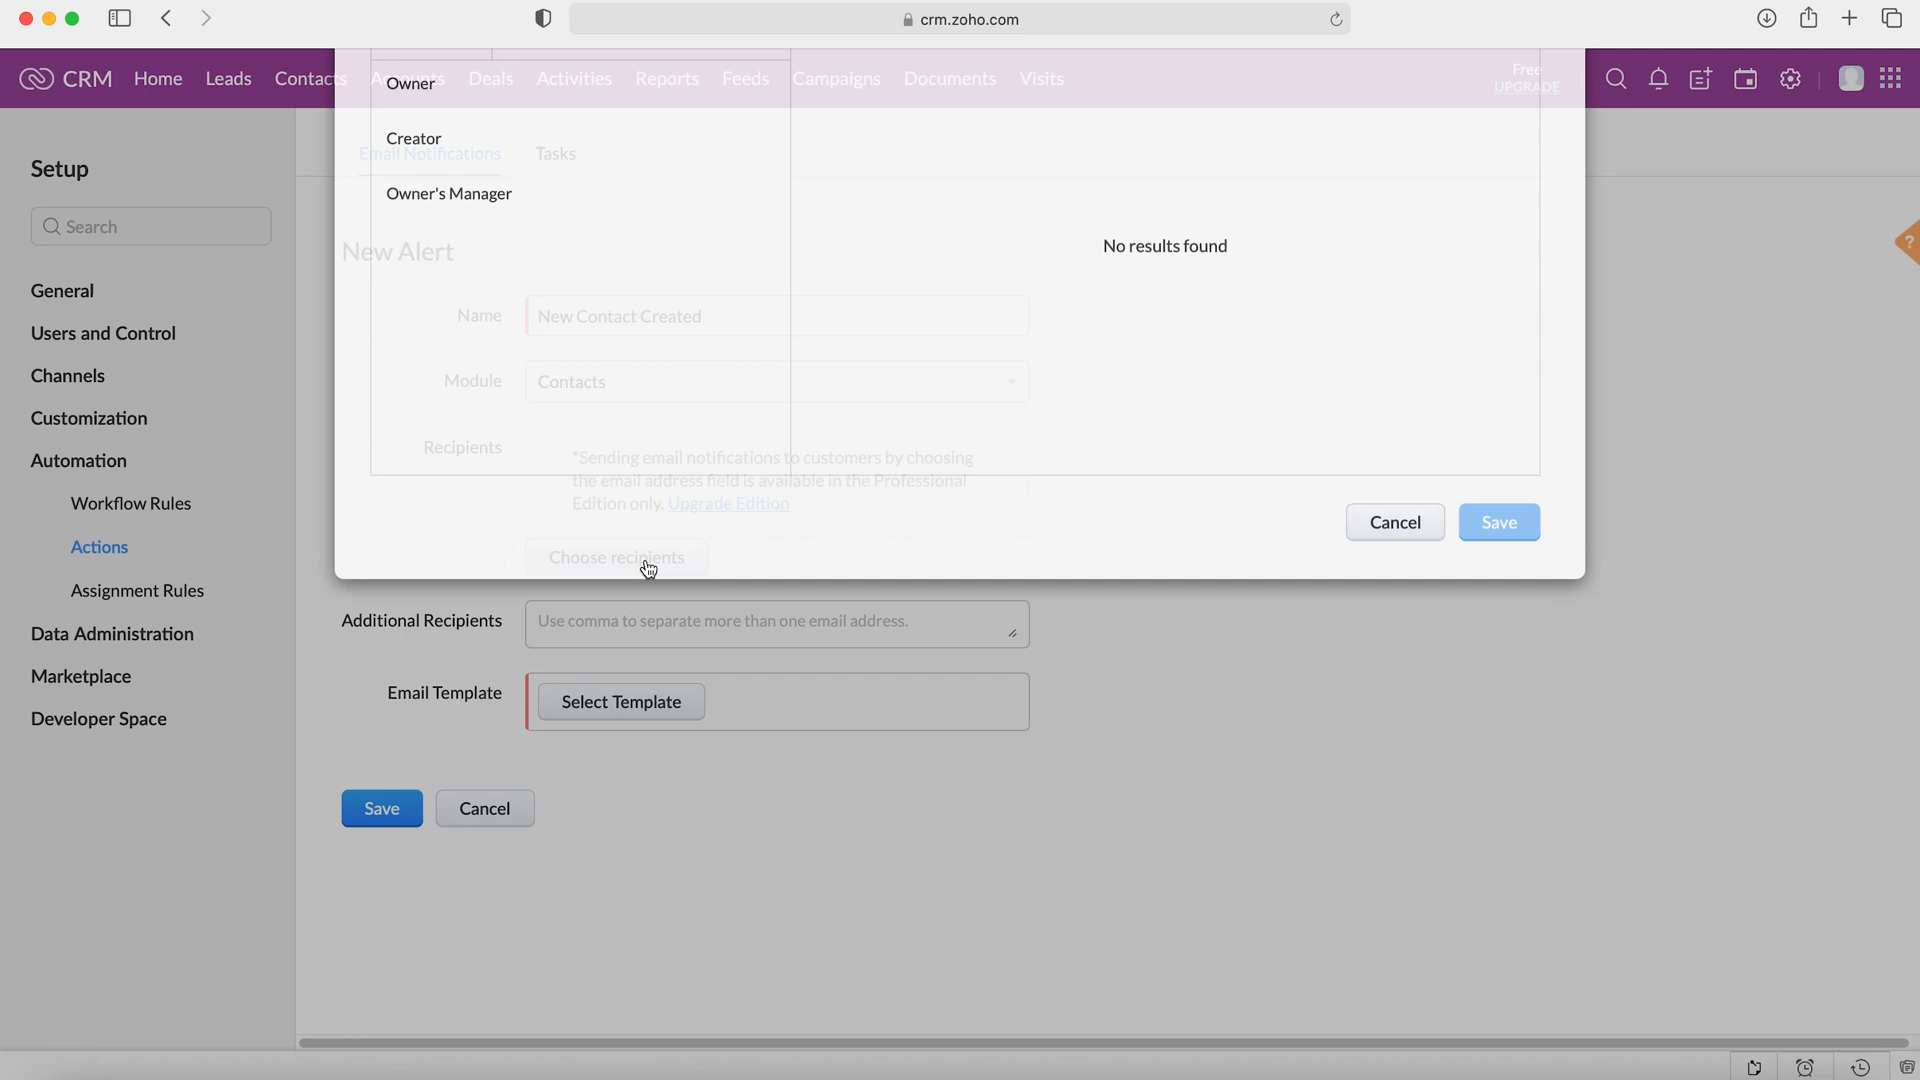 crm.zoho.com
CRM
Home
Leads
Contacts
Accounts
Deals
Activities
Reports
Feeds
Campaigns
Documents
Visits
Free
UPGRADE
Owner
Creator
Owner's Manager
No results found
Cancel
Save
Setup
Search
General
Users and Control
Channels
Customization
Automation
Workflow Rules
Actions
Assignment Rules
Data Administration
Marketplace
Developer Space
Email Notifications
Tasks
New Alert
Name
New Contact Created
Module
Contacts
Recipients
*Sending email notifications to customers by choosing
the email address field is available in the Professional
Edition only. Upgrade Edition
Choose recipients
Additional Recipients
Use comma to separate more than one email address.
Email Template
Select Template
Save
Cancel
?